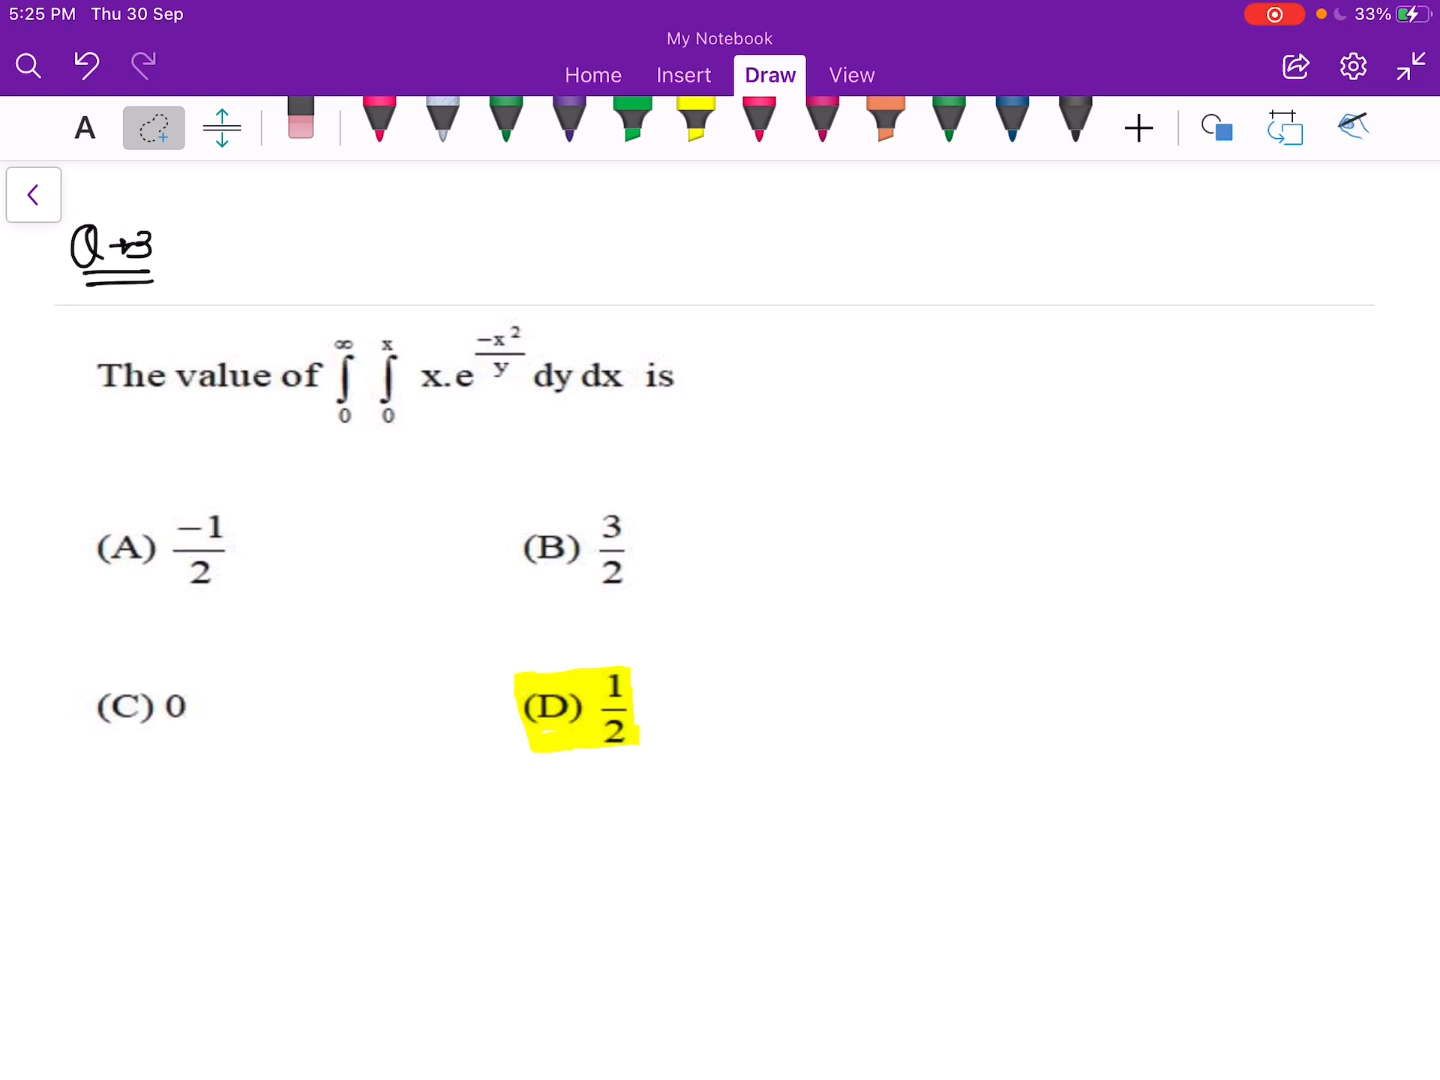 5:25 PM Thu 30 Sep
33%
My Notebook
Home Insert Draw View
A
Q→3
The value of ∫₀^∞ ∫₀^x x.e^(−x²/y) dy dx is
(A) −1/2 (B) 3/2
(C) 0 (D) 1/2